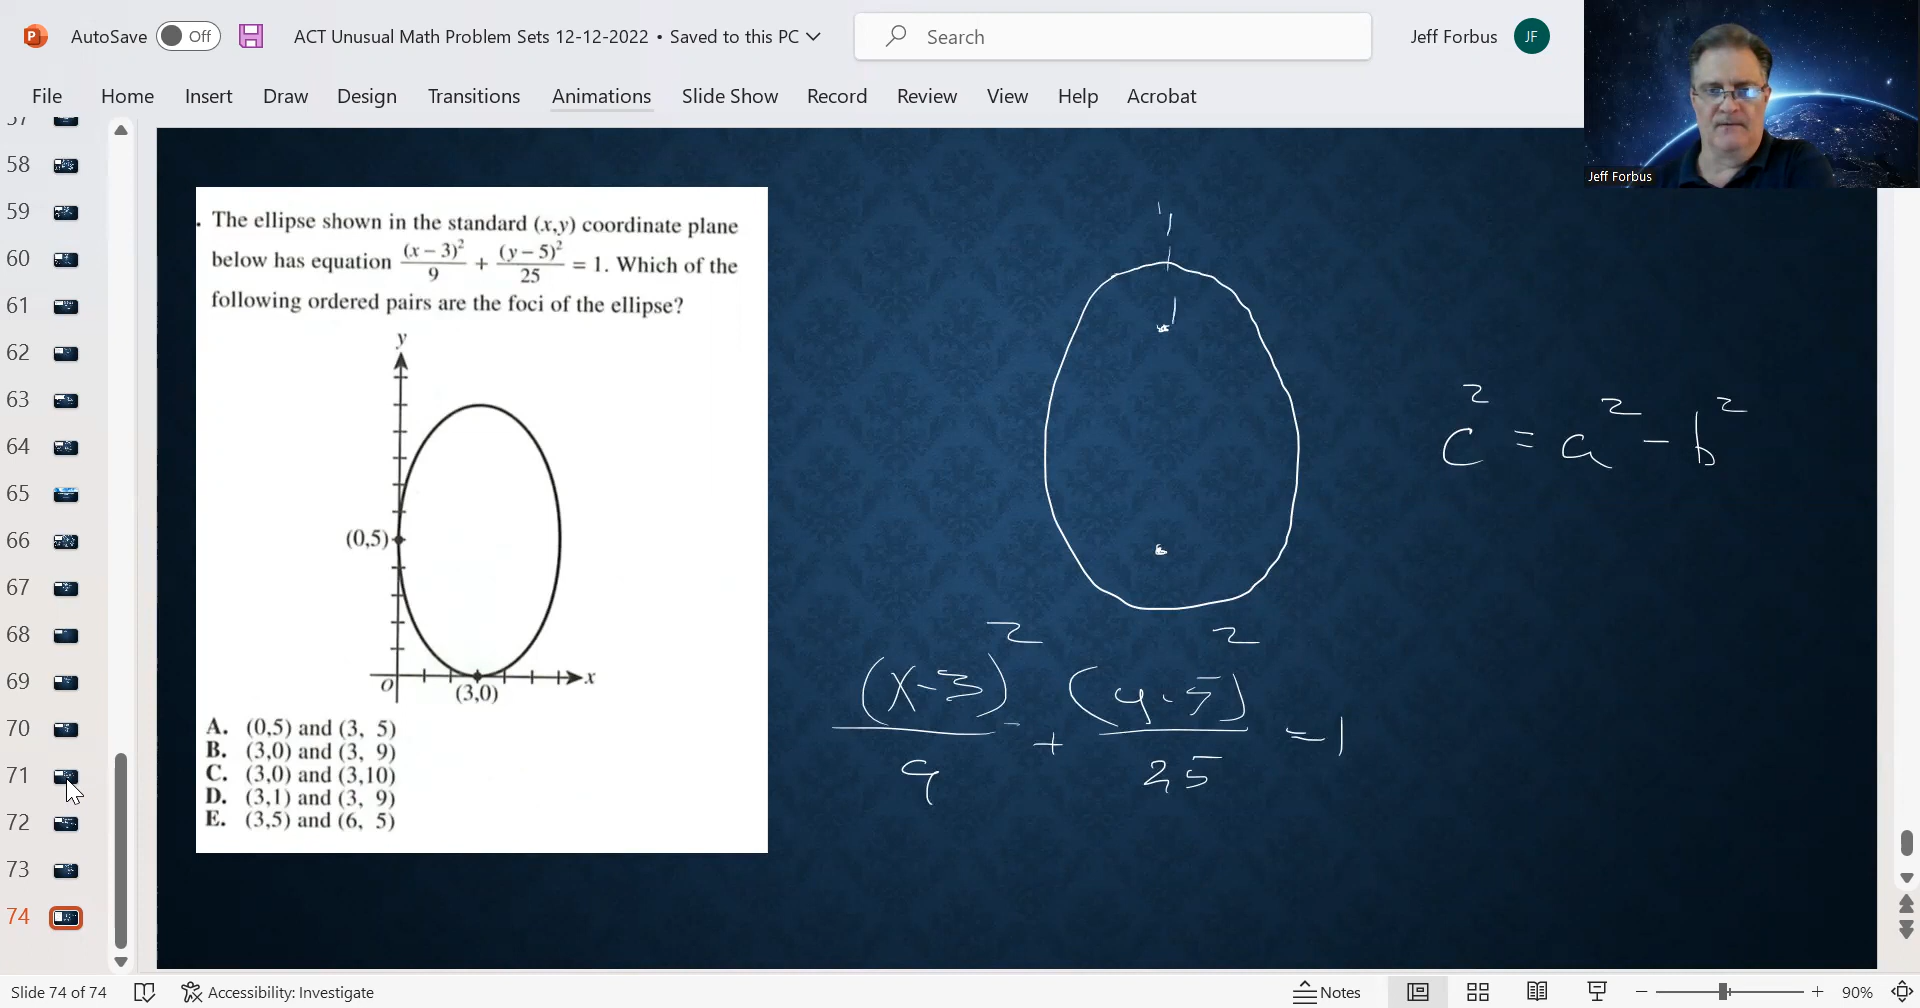 AutoSave Off ACT Unusual Math Problem Sets 12-12-2022 • Saved to this PC Search Jeff Forbus JF
File Home Insert Draw Design Transitions Animations Slide Show Record Review View Help Acrobat
Jeff Forbus
57
58
59
60
61
62
63
64
65
66
67
68
69
70
71
72
73
74
. The ellipse shown in the standard (x,y) coordinate plane
below has equation (x – 3)²/9 + (y – 5)²/25 = 1. Which of the
following ordered pairs are the foci of the ellipse?
y
(0,5)
O (3,0) x
A. (0,5) and (3, 5)
B. (3,0) and (3, 9)
C. (3,0) and (3,10)
D. (3,1) and (3, 9)
E. (3,5) and (6, 5)
c² = a² – b²
(x-3)²/9 + (y-5)²/25 = 1
Slide 74 of 74 Accessibility: Investigate Notes 90%